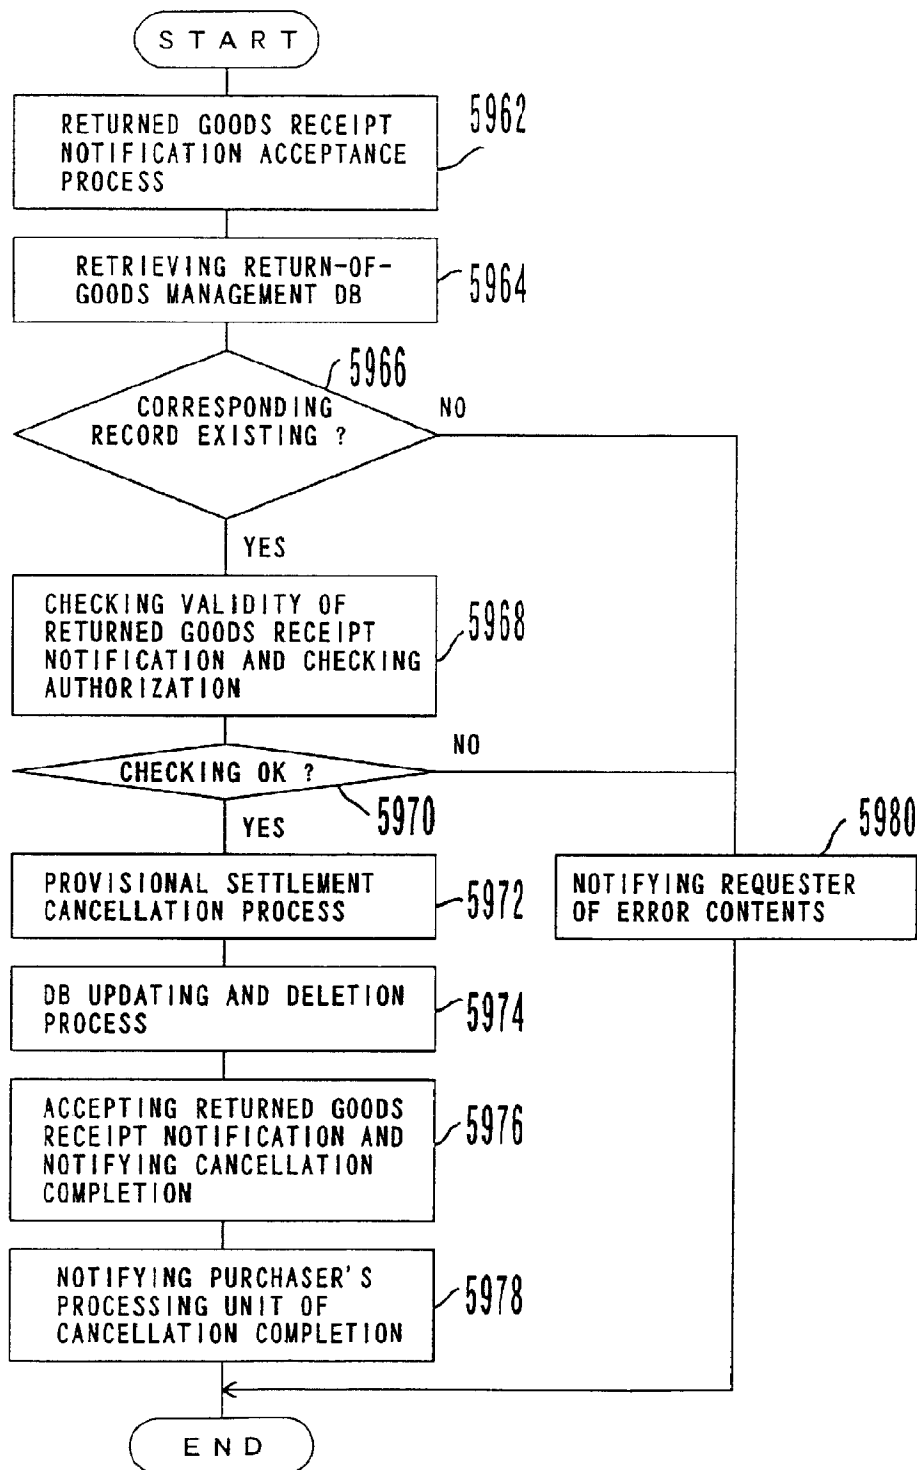 START
RETURNED GOODS RECEIPT
NOTIFICATION ACCEPTANCE
PROCESS
5962
RETRIEVING RETURN-OF-
GOODS MANAGEMENT DB
5964
5966
CORRESPONDING
RECORD EXISTING ?
NO
YES
CHECKING VALIDITY OF
RETURNED GOODS RECEIPT
NOTIFICATION AND CHECKING
AUTHORIZATION
5968
NO
CHECKING OK ?
5970
YES
5980
PROVISIONAL SETTLEMENT
CANCELLATION PROCESS
5972
NOTIFYING REQUESTER
OF ERROR CONTENTS
DB UPDATING AND DELETION
PROCESS
5974
ACCEPTING RETURNED GOODS
RECEIPT NOTIFICATION AND
NOTIFYING CANCELLATION
COMPLETION
5976
NOTIFYING PURCHASER'S
PROCESSING UNIT OF
CANCELLATION COMPLETION
5978
END